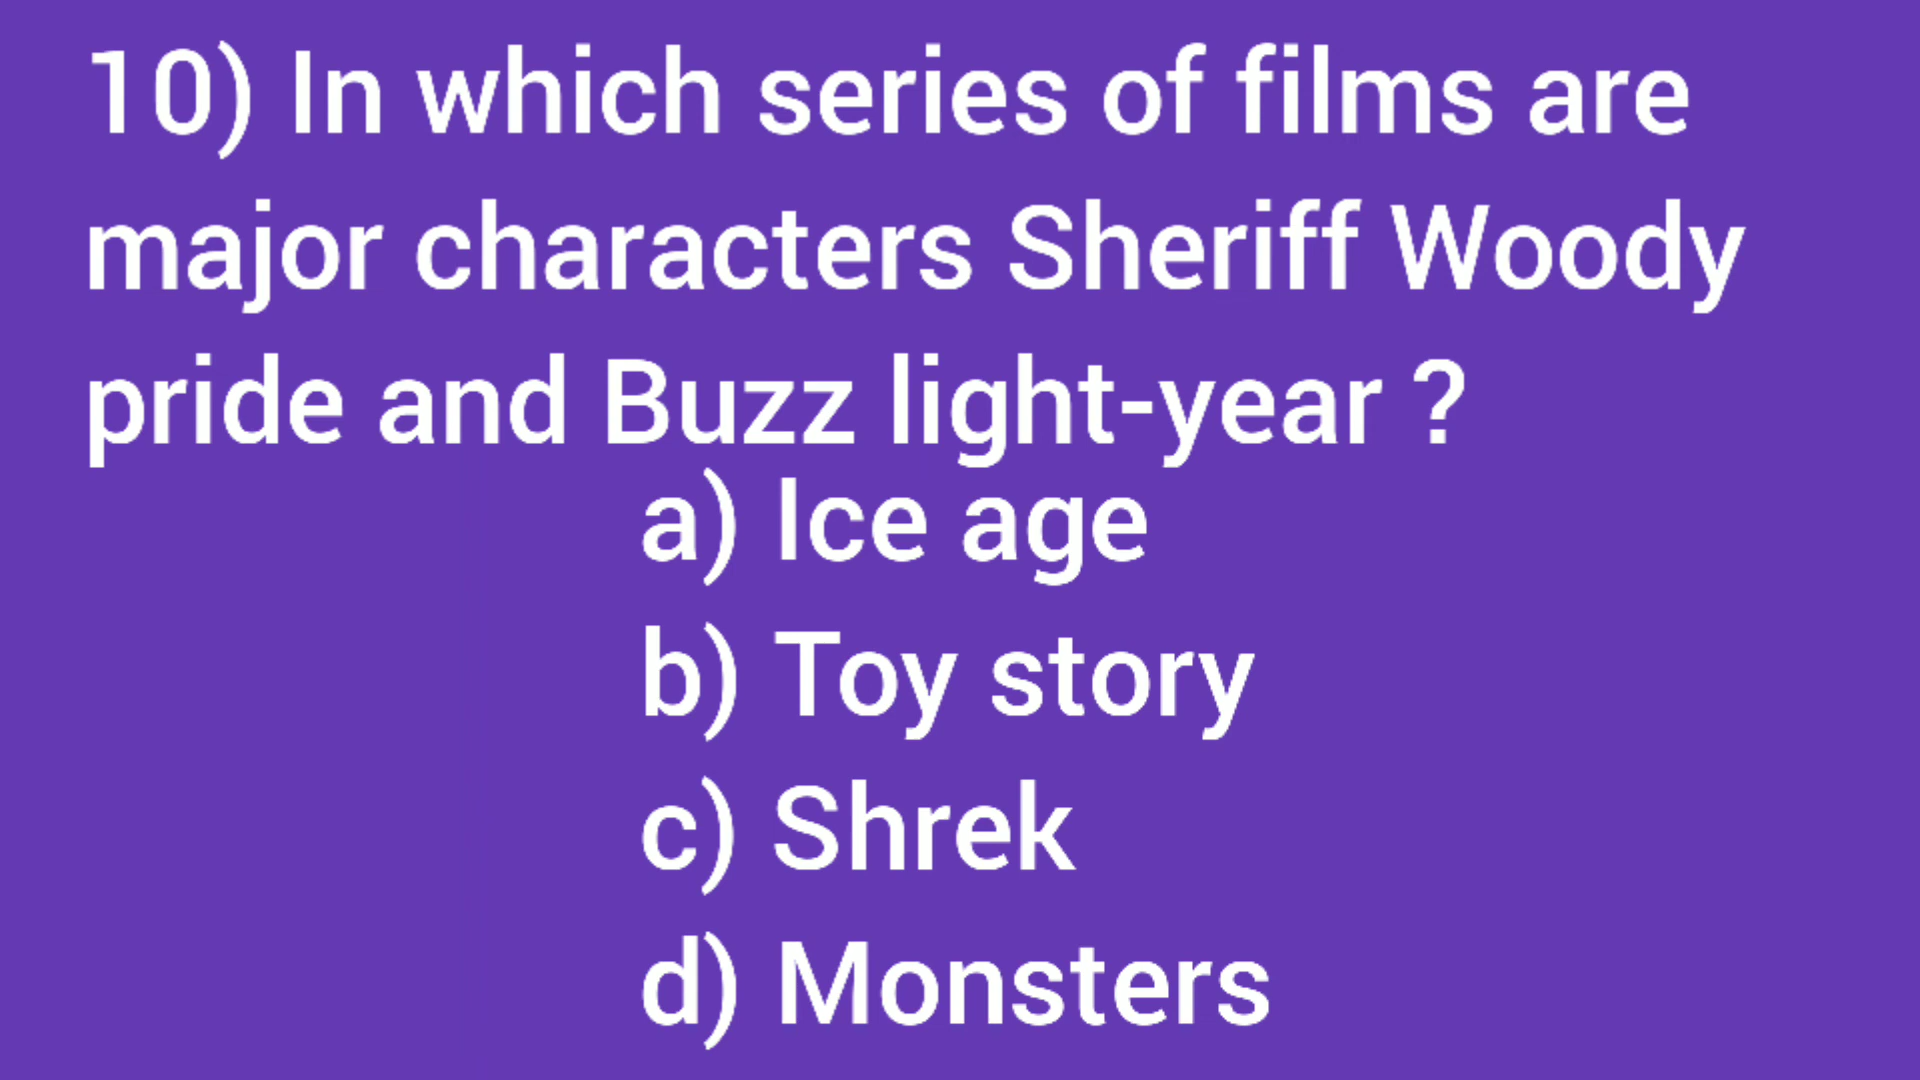 10) In which series of films are
major characters Sheriff Woody
pride and Buzz light-year ?
a) Ice age
b) Toy story
c) Shrek
d) Monsters